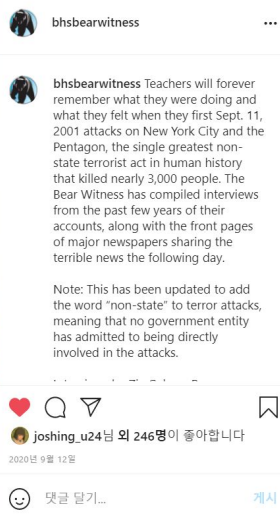 bhsbearwitness
bhsbearwitness Teachers will forever
remember what they were doing and
what they felt when they first Sept. 11,
2001 attacks on New York City and the
Pentagon, the single greatest non-
state terrorist act in human history
that killed nearly 3,000 people. The
Bear Witness has compiled interviews
from the past few years of their
accounts, along with the front pages
of major newspapers sharing the
terrible news the following day.
Note: This has been updated to add
the word “non-state” to terror attacks,
meaning that no government entity
has admitted to being directly
involved in the attacks.
joshing_u24님 외 246명이 좋아합니다
2020년 9월 12일
댓글 달기...
게시